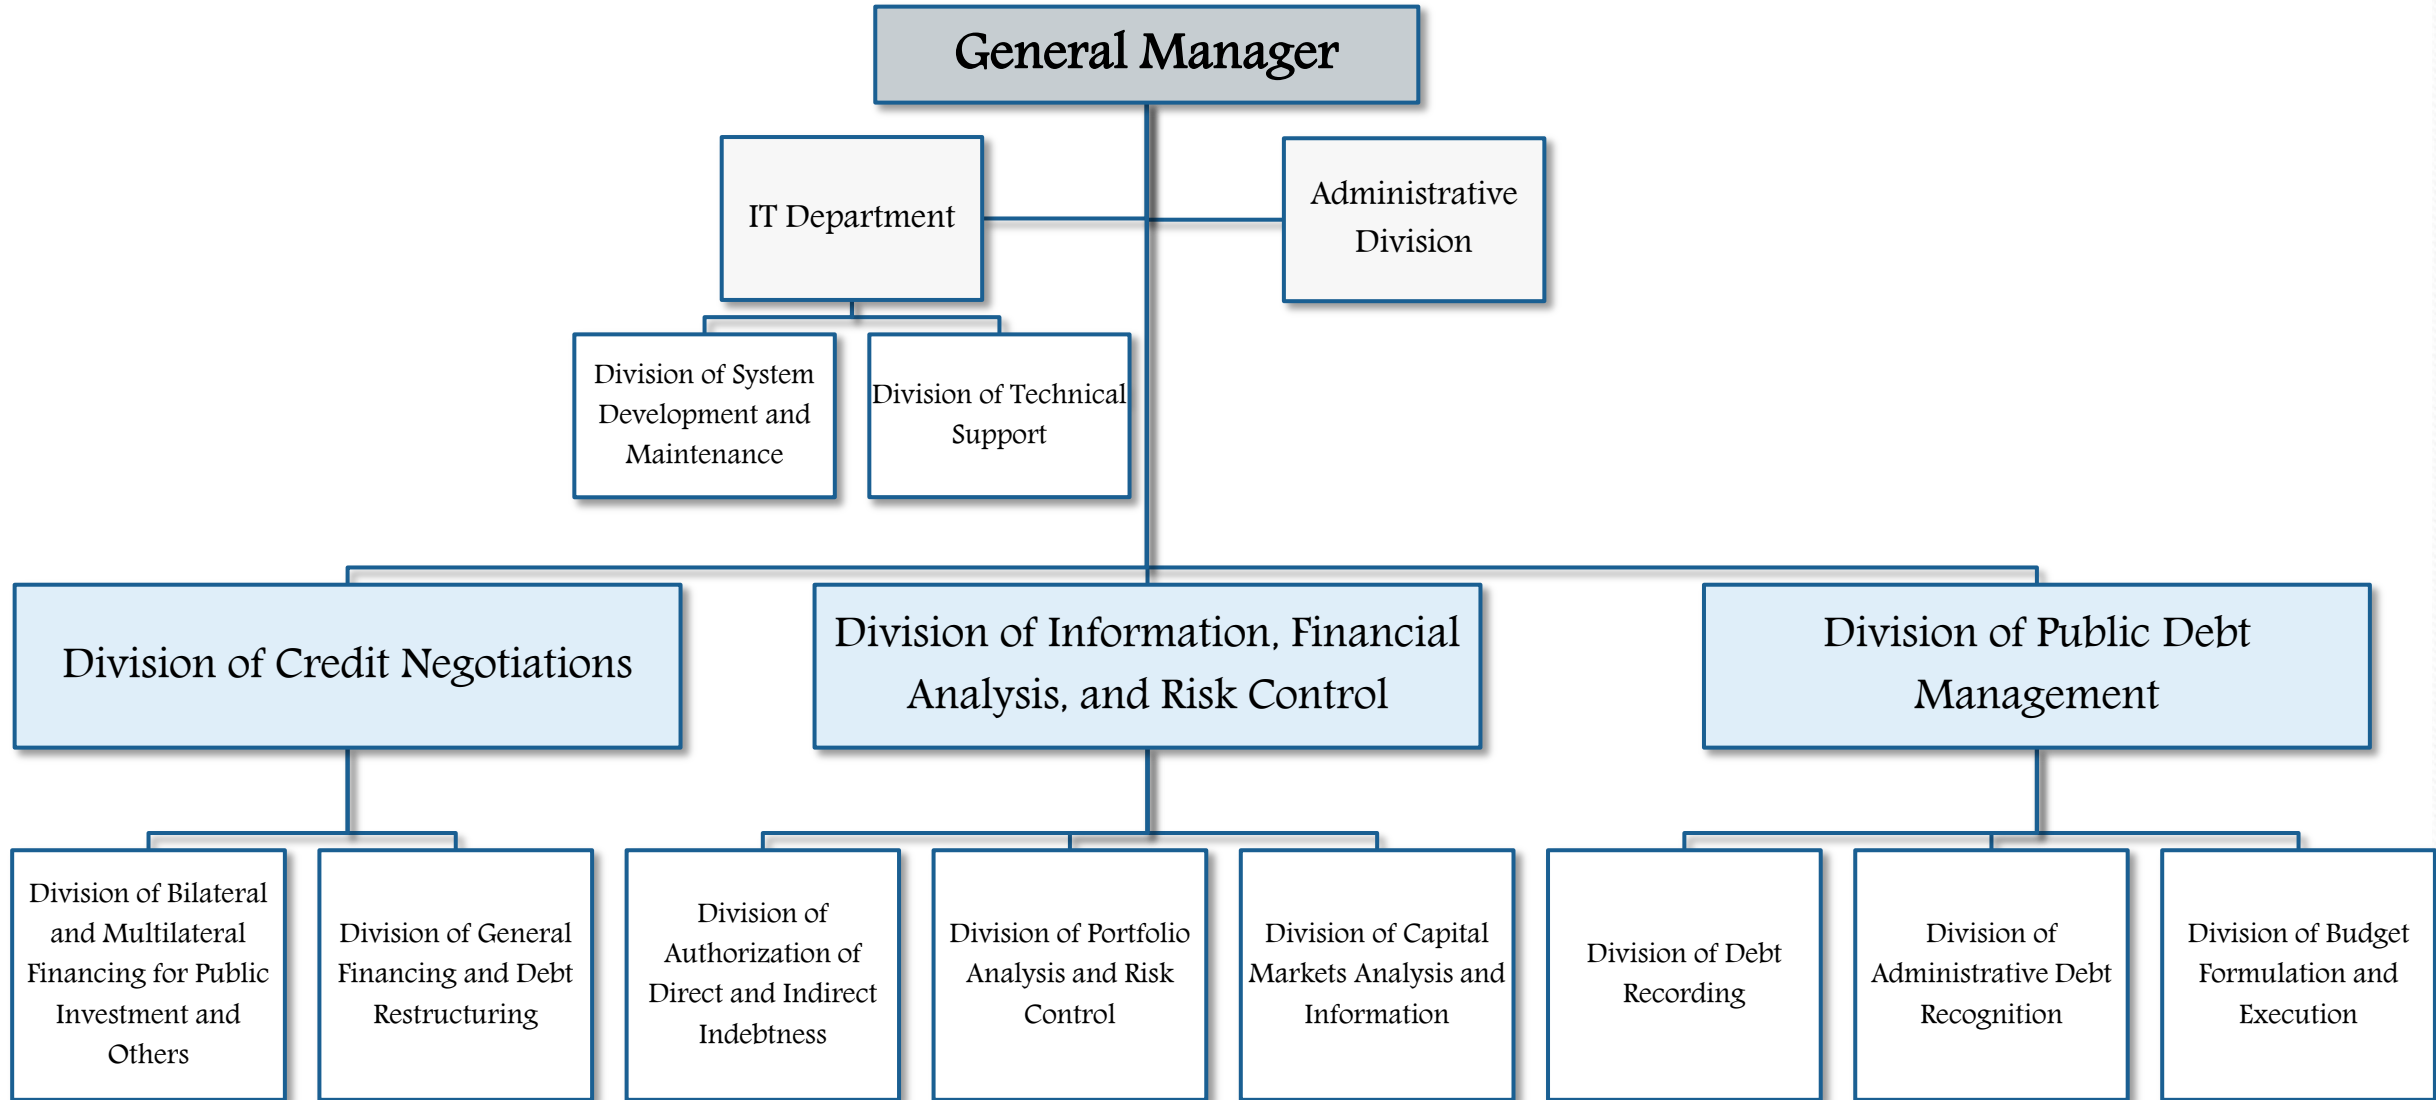 General Manager
IT Department
Administrative
Division
Division of System
Development and
Maintenance
Division of Technical
Support
Division of Credit Negotiations
Division of Information, Financial
Analysis, and Risk Control
Division of Public Debt
Management
Division of Bilateral
and Multilateral
Financing for Public
Investment and
Others
Division of General
Financing and Debt
Restructuring
Division of
Authorization of
Direct and Indirect
Indebtness
Division of Portfolio
Analysis and Risk
Control
Division of Capital
Markets Analysis and
Information
Division of Debt
Recording
Division of
Administrative Debt
Recognition
Division of Budget
Formulation and
Execution